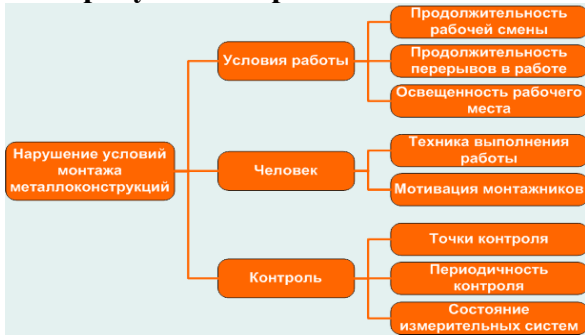 Продолжительность
рабочей смены
Условия работы
Продолжительность
перерывов в работе
Освещенность рабочего
места
Нарушение условий
монтажа
металлоконструкций
Человек
Техника выполнения
работы
Мотивация монтажников
Контроль
Точки контроля
Периодичность
контроля
Состояние
измерительных систем